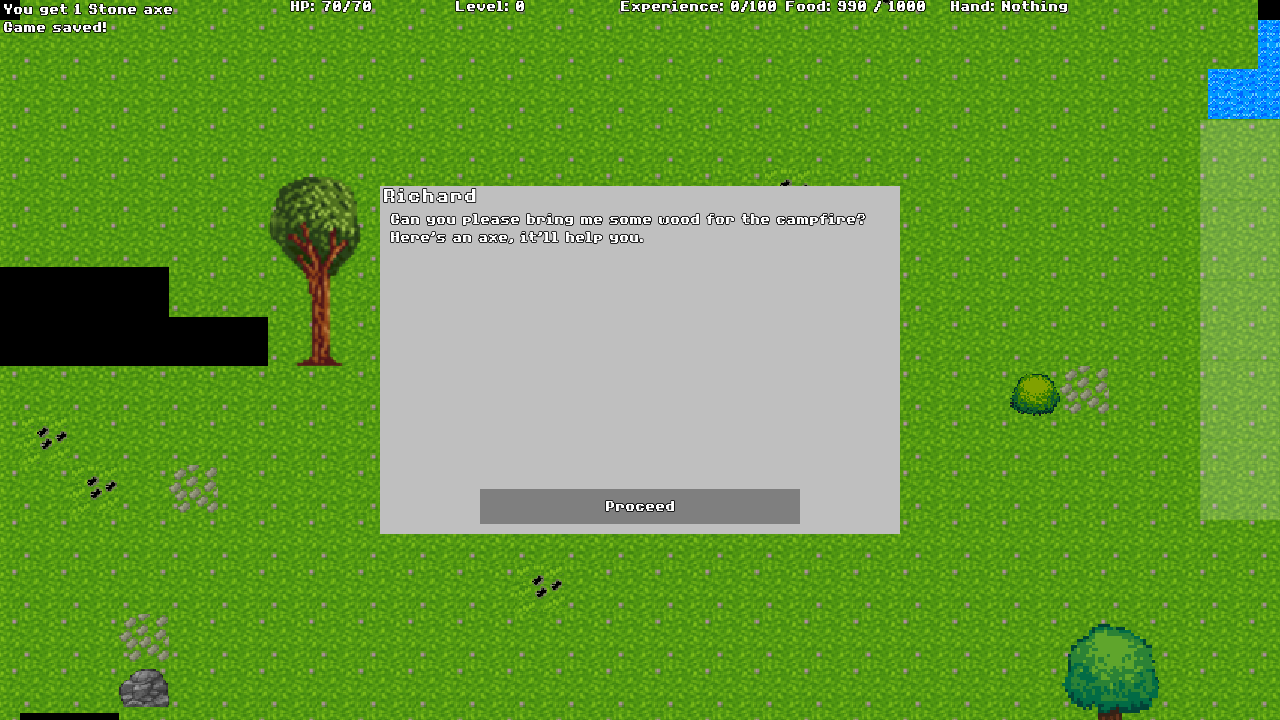 You get 1 Stone axe
HP: 70/70
Level: 0
Experience: 0/100
Food: 990 / 1000
Hand: Nothing
Game saved!
Richard
Can you please bring me some wood for the campfire?
Here's an axe, it'll help you.
Proceed